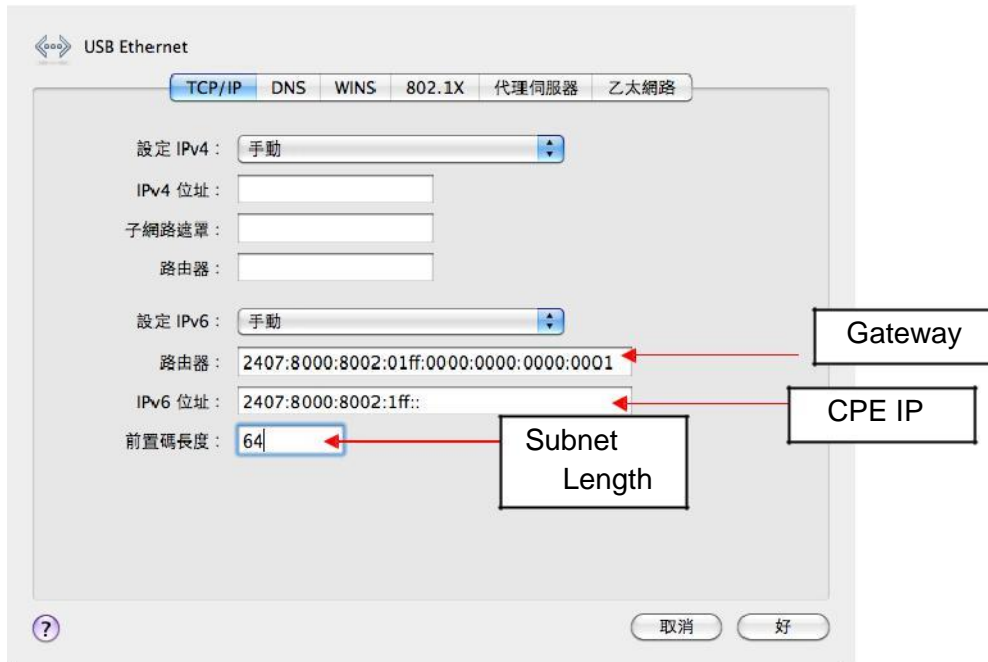 USB Ethernet
TCP/IP DNS WINS 802.1X 代理伺服器 乙太網路
設定 IPv4： 手動
IPv4 位址：
子網路遮罩：
路由器：
設定 IPv6： 手動
路由器： 2407:8000:8002:01ff:0000:0000:0000:0001
Gateway
IPv6 位址： 2407:8000:8002:1ff::
CPE IP
前置碼長度： 64
Subnet
Length
?
取消 好